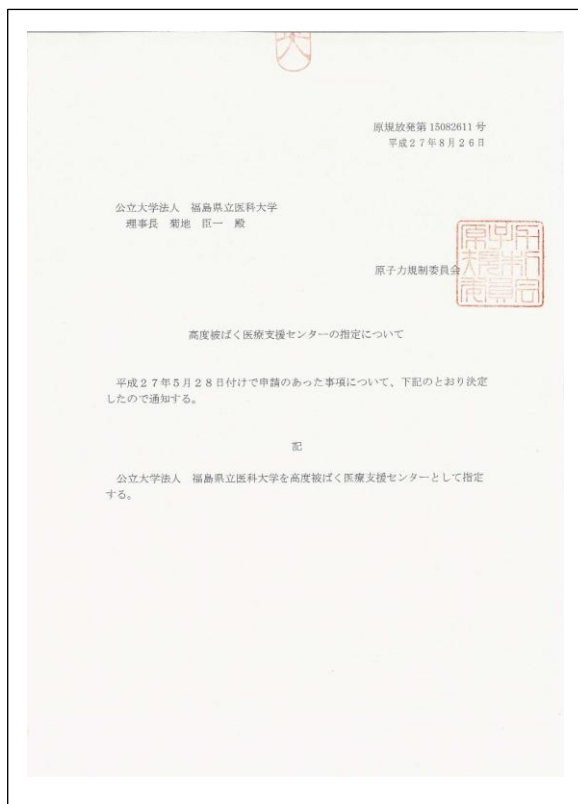 原規放発第15082611号
平成27年8月26日
公立大学法人　福島県立医科大学
理事長　菊地　臣一　殿
原子力規制委員会
高度被ばく医療支援センターの指定について
平成27年5月28日付けで申請のあった事項について、下記のとおり決定
したので通知する。
記
公立大学法人　福島県立医科大学を高度被ばく医療支援センターとして指定
する。